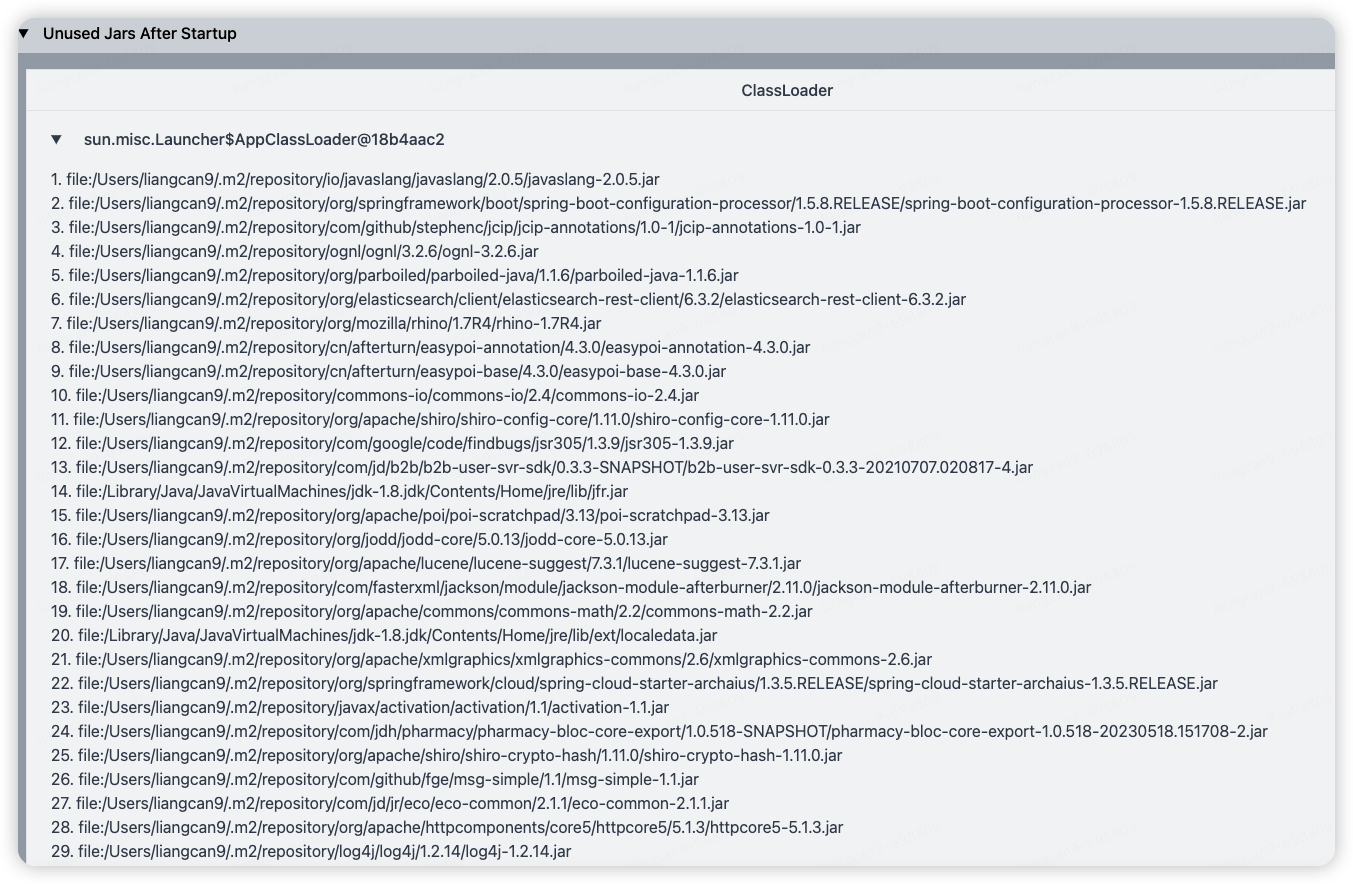 ▼ Unused Jars After Startup
ClassLoader
▼ sun.misc.Launcher$AppClassLoader@18b4aac2
1. file:/Users/liangcan9/.m2/repository/io/javaslang/javaslang/2.0.5/javaslang-2.0.5.jar
2. file:/Users/liangcan9/.m2/repository/org/springframework/boot/spring-boot-configuration-processor/1.5.8.RELEASE/spring-boot-configuration-processor-1.5.8.RELEASE.jar
3. file:/Users/liangcan9/.m2/repository/com/github/stephenc/jcip/jcip-annotations/1.0-1/jcip-annotations-1.0-1.jar
4. file:/Users/liangcan9/.m2/repository/ognl/ognl/3.2.6/ognl-3.2.6.jar
5. file:/Users/liangcan9/.m2/repository/org/parboiled/parboiled-java/1.1.6/parboiled-java-1.1.6.jar
6. file:/Users/liangcan9/.m2/repository/org/elasticsearch/client/elasticsearch-rest-client/6.3.2/elasticsearch-rest-client-6.3.2.jar
7. file:/Users/liangcan9/.m2/repository/org/mozilla/rhino/1.7R4/rhino-1.7R4.jar
8. file:/Users/liangcan9/.m2/repository/cn/afterturn/easypoi-annotation/4.3.0/easypoi-annotation-4.3.0.jar
9. file:/Users/liangcan9/.m2/repository/cn/afterturn/easypoi-base/4.3.0/easypoi-base-4.3.0.jar
10. file:/Users/liangcan9/.m2/repository/commons-io/commons-io/2.4/commons-io-2.4.jar
11. file:/Users/liangcan9/.m2/repository/org/apache/shiro/shiro-config-core/1.11.0/shiro-config-core-1.11.0.jar
12. file:/Users/liangcan9/.m2/repository/com/google/code/findbugs/jsr305/1.3.9/jsr305-1.3.9.jar
13. file:/Users/liangcan9/.m2/repository/com/jd/b2b/b2b-user-svr-sdk/0.3.3-SNAPSHOT/b2b-user-svr-sdk-0.3.3-20210707.020817-4.jar
14. file:/Library/Java/JavaVirtualMachines/jdk-1.8.jdk/Contents/Home/jre/lib/jfr.jar
15. file:/Users/liangcan9/.m2/repository/org/apache/poi/poi-scratchpad/3.13/poi-scratchpad-3.13.jar
16. file:/Users/liangcan9/.m2/repository/org/jodd/jodd-core/5.0.13/jodd-core-5.0.13.jar
17. file:/Users/liangcan9/.m2/repository/org/apache/lucene/lucene-suggest/7.3.1/lucene-suggest-7.3.1.jar
18. file:/Users/liangcan9/.m2/repository/com/fasterxml/jackson/module/jackson-module-afterburner/2.11.0/jackson-module-afterburner-2.11.0.jar
19. file:/Users/liangcan9/.m2/repository/org/apache/commons/commons-math/2.2/commons-math-2.2.jar
20. file:/Library/Java/JavaVirtualMachines/jdk-1.8.jdk/Contents/Home/jre/lib/ext/localedata.jar
21. file:/Users/liangcan9/.m2/repository/org/apache/xmlgraphics/xmlgraphics-commons/2.6/xmlgraphics-commons-2.6.jar
22. file:/Users/liangcan9/.m2/repository/org/springframework/cloud/spring-cloud-starter-archaius/1.3.5.RELEASE/spring-cloud-starter-archaius-1.3.5.RELEASE.jar
23. file:/Users/liangcan9/.m2/repository/javax/activation/activation/1.1/activation-1.1.jar
24. file:/Users/liangcan9/.m2/repository/com/jdh/pharmacy/pharmacy-bloc-core-export/1.0.518-SNAPSHOT/pharmacy-bloc-core-export-1.0.518-20230518.151708-2.jar
25. file:/Users/liangcan9/.m2/repository/org/apache/shiro/shiro-crypto-hash/1.11.0/shiro-crypto-hash-1.11.0.jar
26. file:/Users/liangcan9/.m2/repository/com/github/fge/msg-simple/1.1/msg-simple-1.1.jar
27. file:/Users/liangcan9/.m2/repository/com/jd/jr/eco/eco-common/2.1.1/eco-common-2.1.1.jar
28. file:/Users/liangcan9/.m2/repository/org/apache/httpcomponents/core5/httpcore5/5.1.3/httpcore5-5.1.3.jar
29. file:/Users/liangcan9/.m2/repository/log4j/log4j/1.2.14/log4j-1.2.14.jar